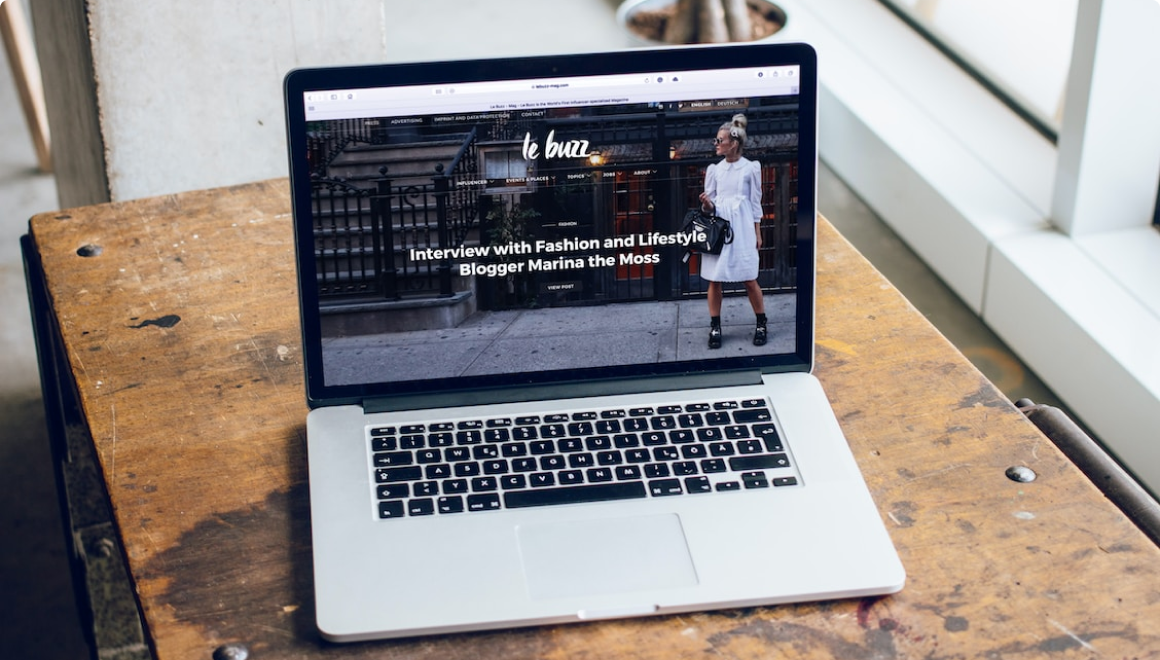 lebuzz-mag.com
Le Buzz - Mag - Le Buzz is the World's First Influencer specialized Magazine
ENGLISH DEUTSCH
ADVERTISING IMPRINT AND DATA PROTECTION CONTACT
le buzz
INFLUENCER EVENTS & PLACES TOPICS JOBS ABOUT
FASHION
Interview with Fashion and Lifestyle
Blogger Marina the Moss
VIEW POST
Q W E R T Z U I O P Ü
A S D F G H J K L Ö Ä
Y X C V B N M